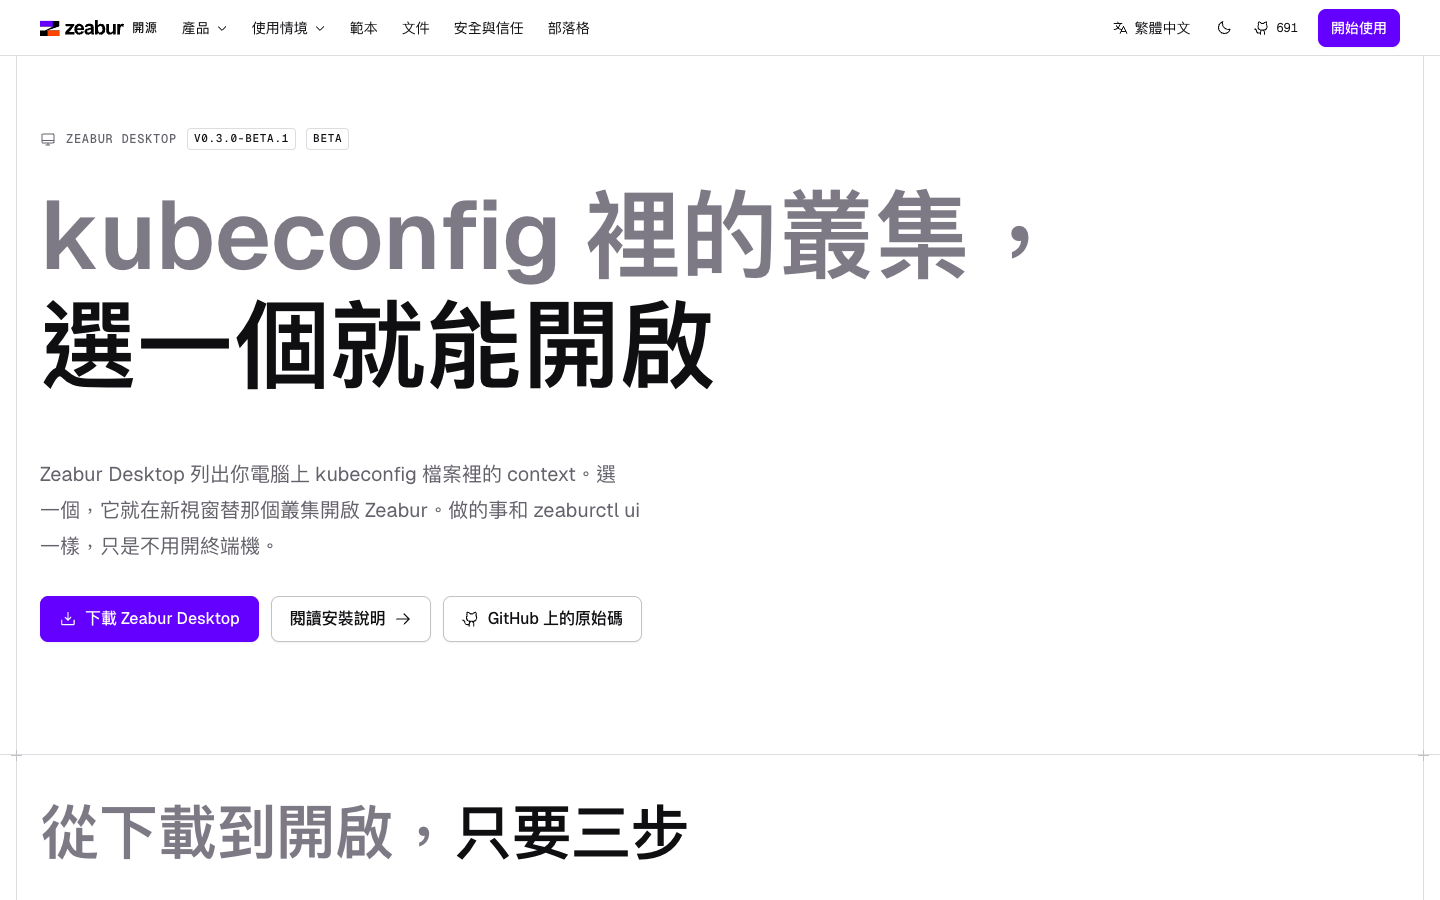 zeabur 開源 產品 使用情境 範本 文件 安全與信任 部落格 繁體中文 691 開始使用
ZEABUR DESKTOP V0.3.0-BETA.1 BETA
kubeconfig 裡的叢集，
選一個就能開啟
Zeabur Desktop 列出你電腦上 kubeconfig 檔案裡的 context。選
一個，它就在新視窗替那個叢集開啟 Zeabur。做的事和 zeaburctl ui
一樣，只是不用開終端機。
下載 Zeabur Desktop 閱讀安裝說明 GitHub 上的原始碼
從下載到開啟，只要三步